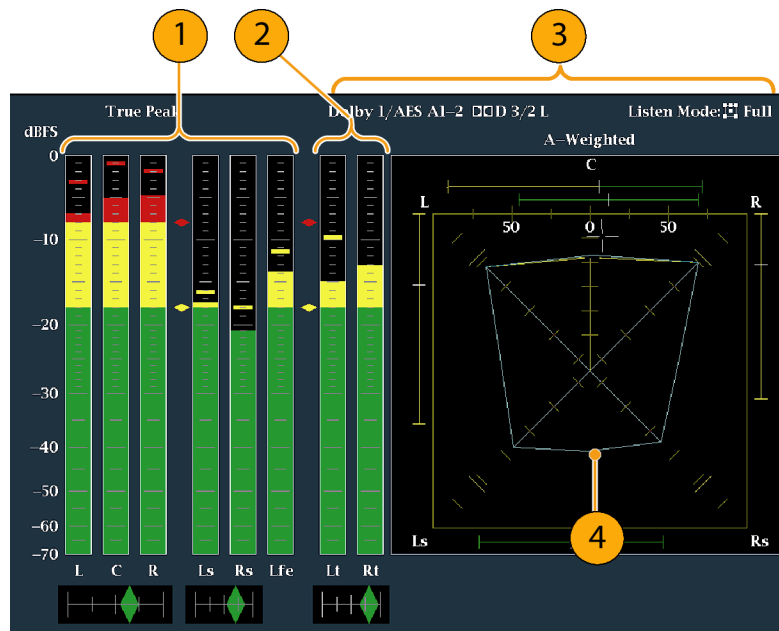 1 2 3
True Peak Dolby 1/AES A1-2 DD D 3/2 L Listen Mode: Full
dBFS A-Weighted
C
L R
50 0 50
0
-10
-20
-30
-40
-50
-60
-70
4
Ls Rs
L C R Ls Rs Lfe Lt Rt